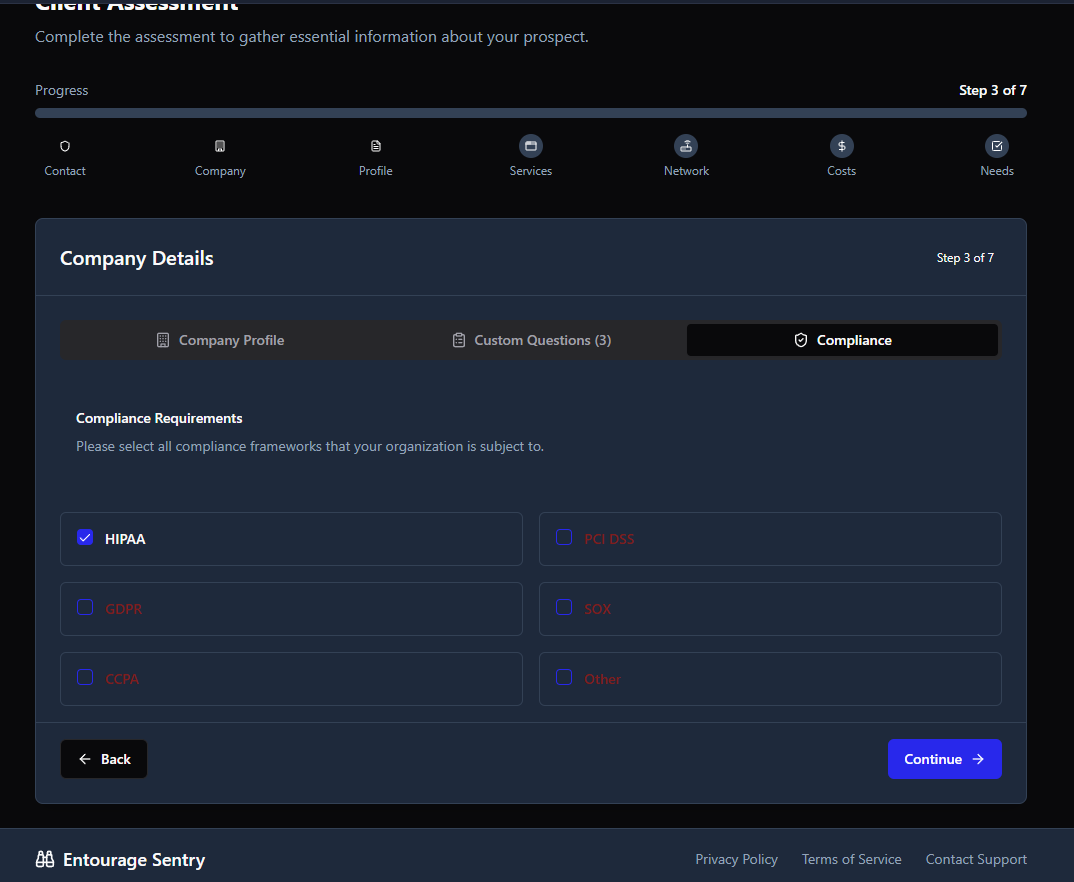 Client Assessment
Complete the assessment to gather essential information about your prospect.
Progress
Step 3 of 7
Contact
Company
Profile
Services
Network
Costs
Needs
Company Details
Step 3 of 7
Company Profile
Custom Questions (3)
Compliance
Compliance Requirements
Please select all compliance frameworks that your organization is subject to.
HIPAA
PCI DSS
GDPR
SOX
CCPA
Other
Back
Continue
Entourage Sentry
Privacy Policy
Terms of Service
Contact Support